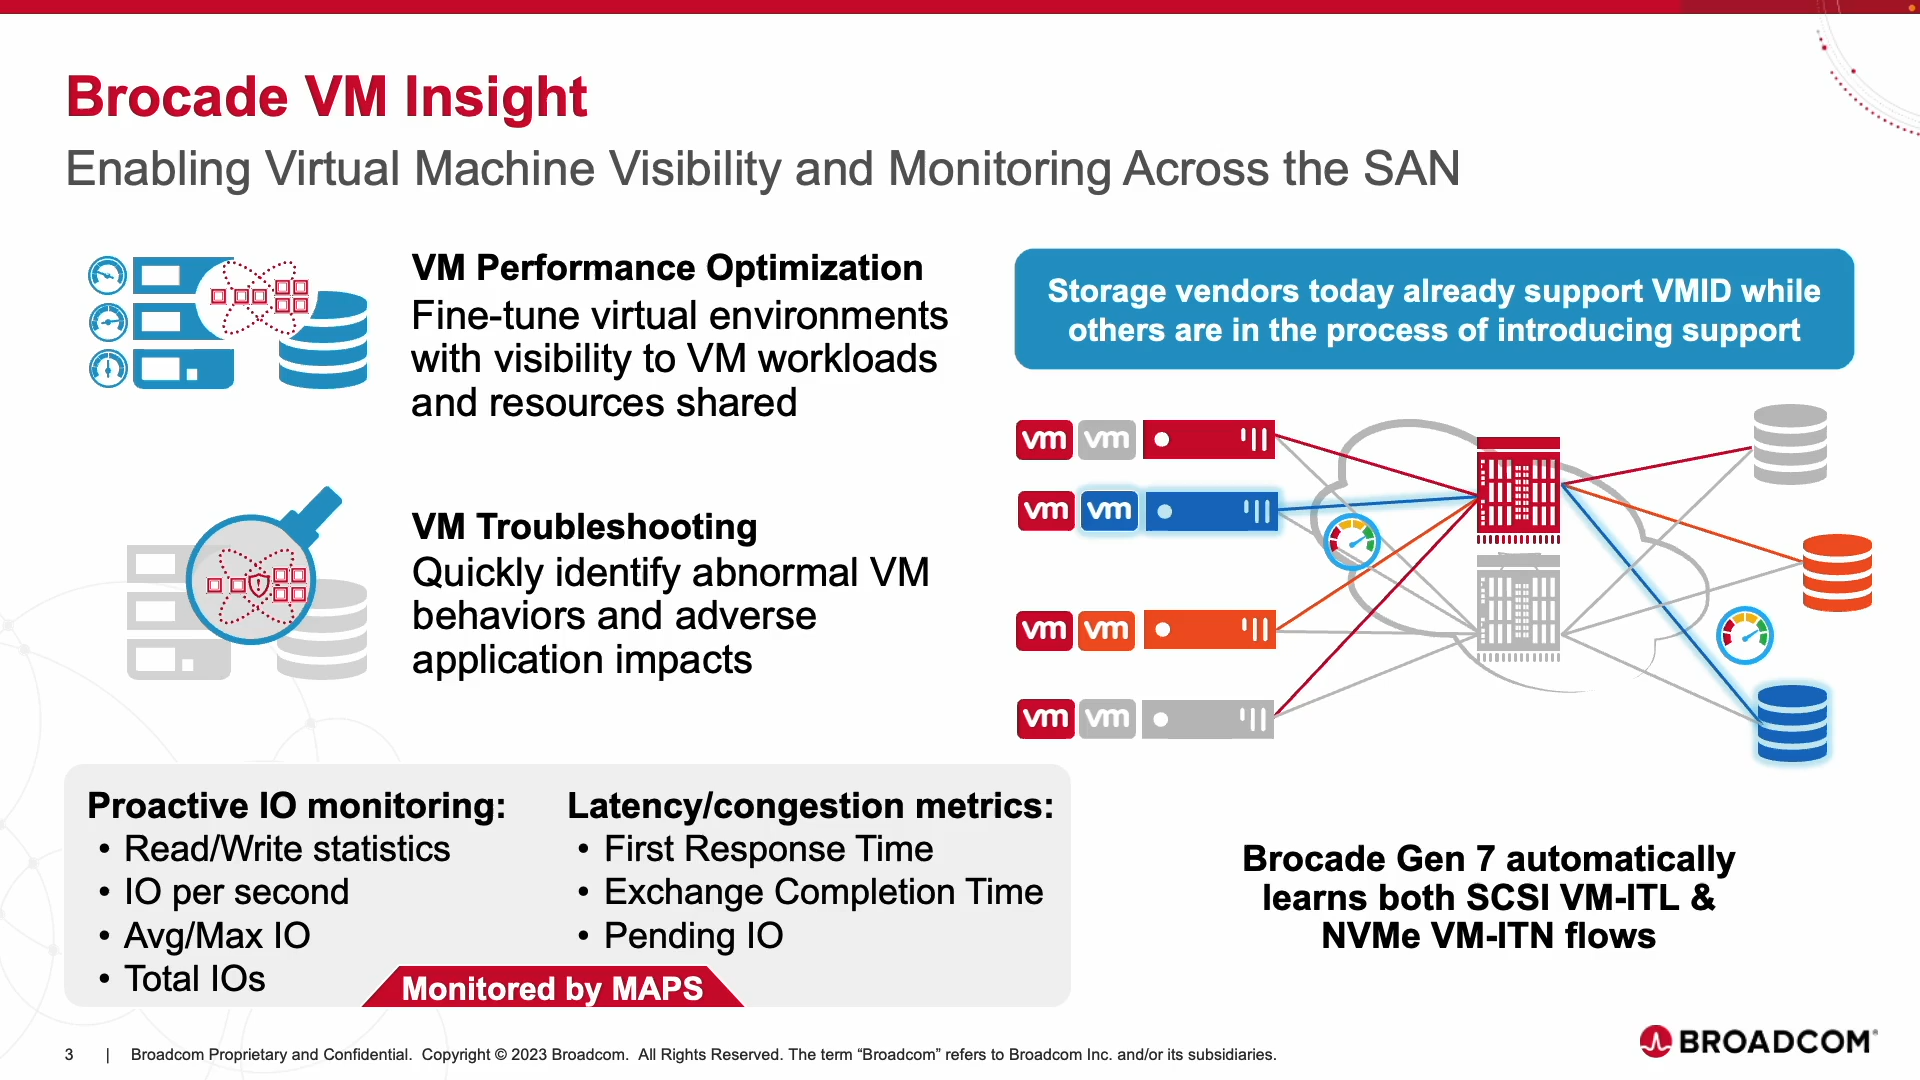 Brocade VM Insight
Enabling Virtual Machine Visibility and Monitoring Across the SAN
VM Performance Optimization
Fine-tune virtual environments
with visibility to VM workloads
and resources shared
VM Troubleshooting
Quickly identify abnormal VM
behaviors and adverse
application impacts
Storage vendors today already support VMID while
others are in the process of introducing support
vm vm
vm vm
vm vm
vm vm
Proactive IO monitoring:
• Read/Write statistics
• IO per second
• Avg/Max IO
• Total IOs
Latency/congestion metrics:
• First Response Time
• Exchange Completion Time
• Pending IO
Monitored by MAPS
Brocade Gen 7 automatically
learns both SCSI VM-ITL &
NVMe VM-ITN flows
3 | Broadcom Proprietary and Confidential. Copyright © 2023 Broadcom. All Rights Reserved. The term “Broadcom” refers to Broadcom Inc. and/or its subsidiaries.
BROADCOM®